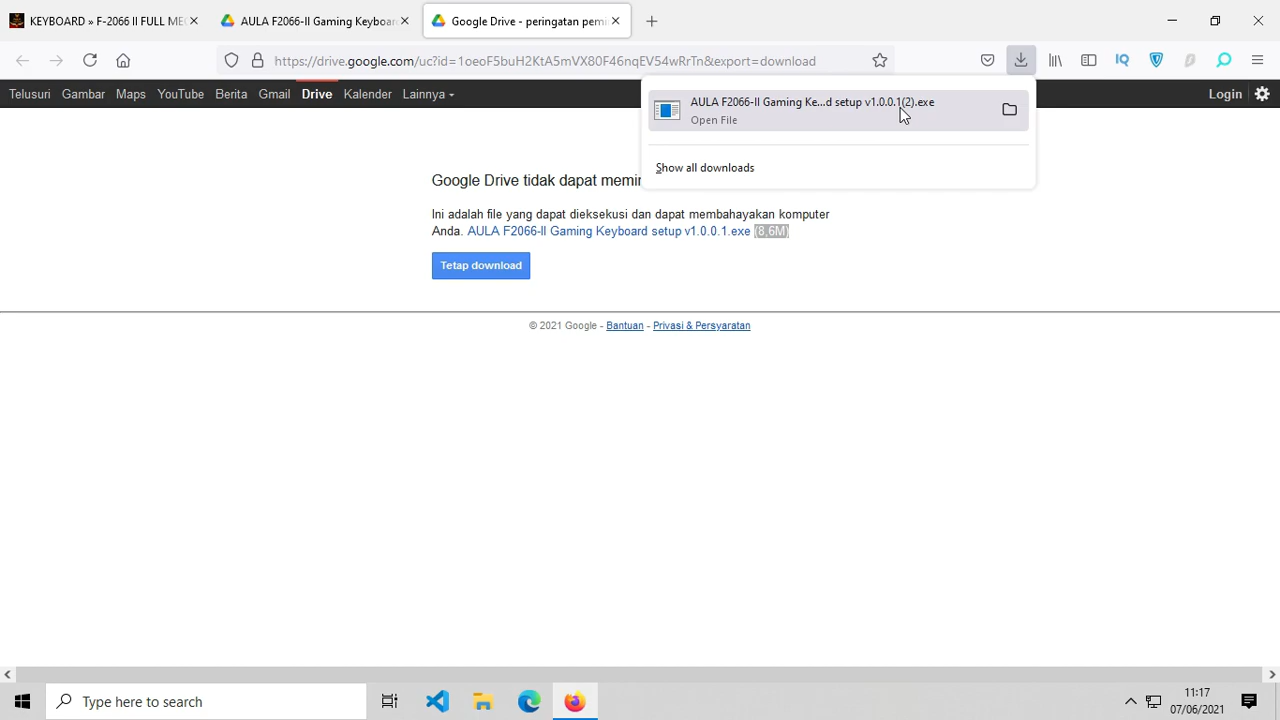 KEYBOARD » F-2066 II FULL ME
AULA F2066-II Gaming Keyboar
Google Drive - peringatan pemi
https://drive.google.com/uc?id=1oeoF5buH2KtA5mVX80F46nqEV54wRrTn&export=download
Telusuri Gambar Maps YouTube Berita Gmail Drive Kalender Lainnya
Login
AULA F2066-II Gaming Ke...d setup v1.0.0.1(2).exe
Open File
Show all downloads
Google Drive tidak dapat memin
Ini adalah file yang dapat dieksekusi dan dapat membahayakan komputer
Anda. AULA F2066-II Gaming Keyboard setup v1.0.0.1.exe (8,6M)
Tetap download
© 2021 Google - Bantuan - Privasi & Persyaratan
Type here to search
11:17
07/06/2021